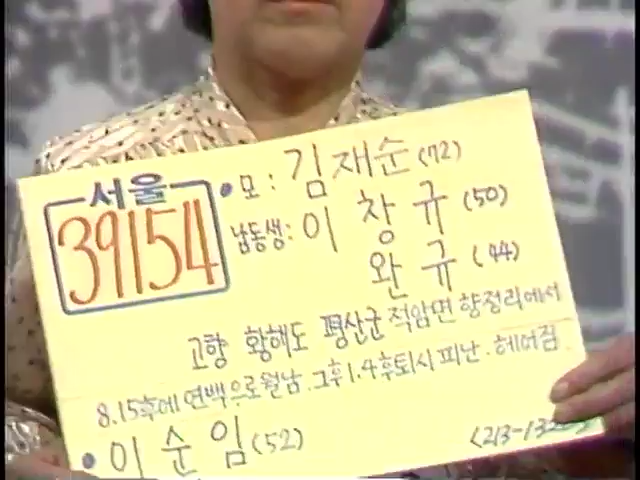 서울
39154
모: 김재순 (72)
남동생: 이 창 규 (50)
완 규 (44)
고향 황해도 평산군 적암면 향정리에서
8.15후에 연백으로월남. 그후 1.4후퇴시 피난. 헤어짐
이 순 임 (52)
(213-132